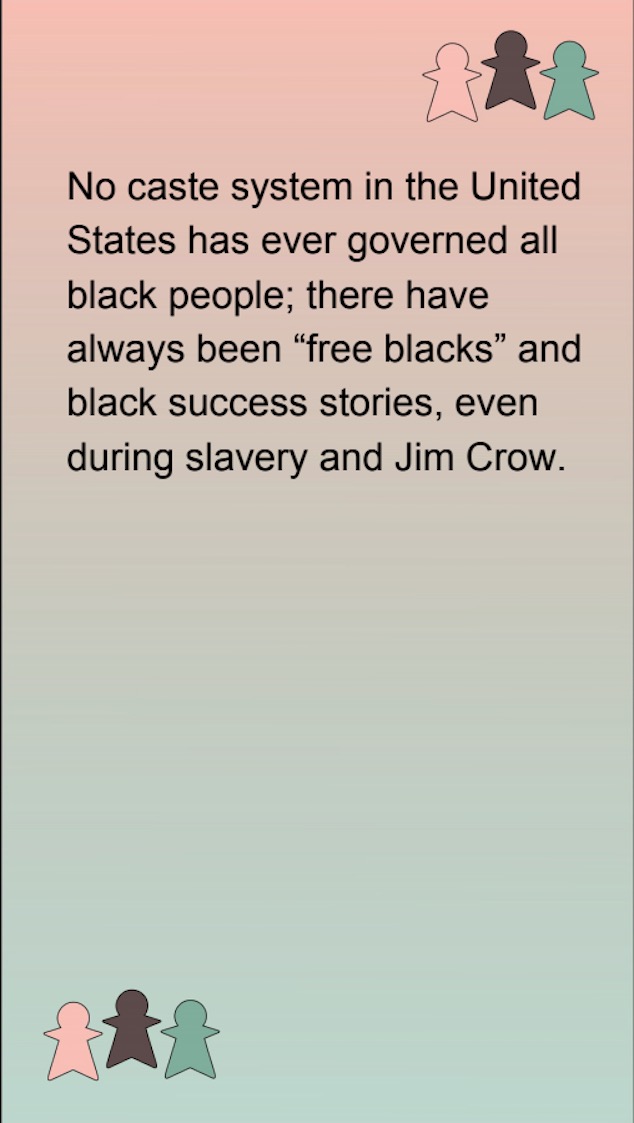 No caste system in the United
States has ever governed all
black people; there have
always been “free blacks” and
black success stories, even
during slavery and Jim Crow.